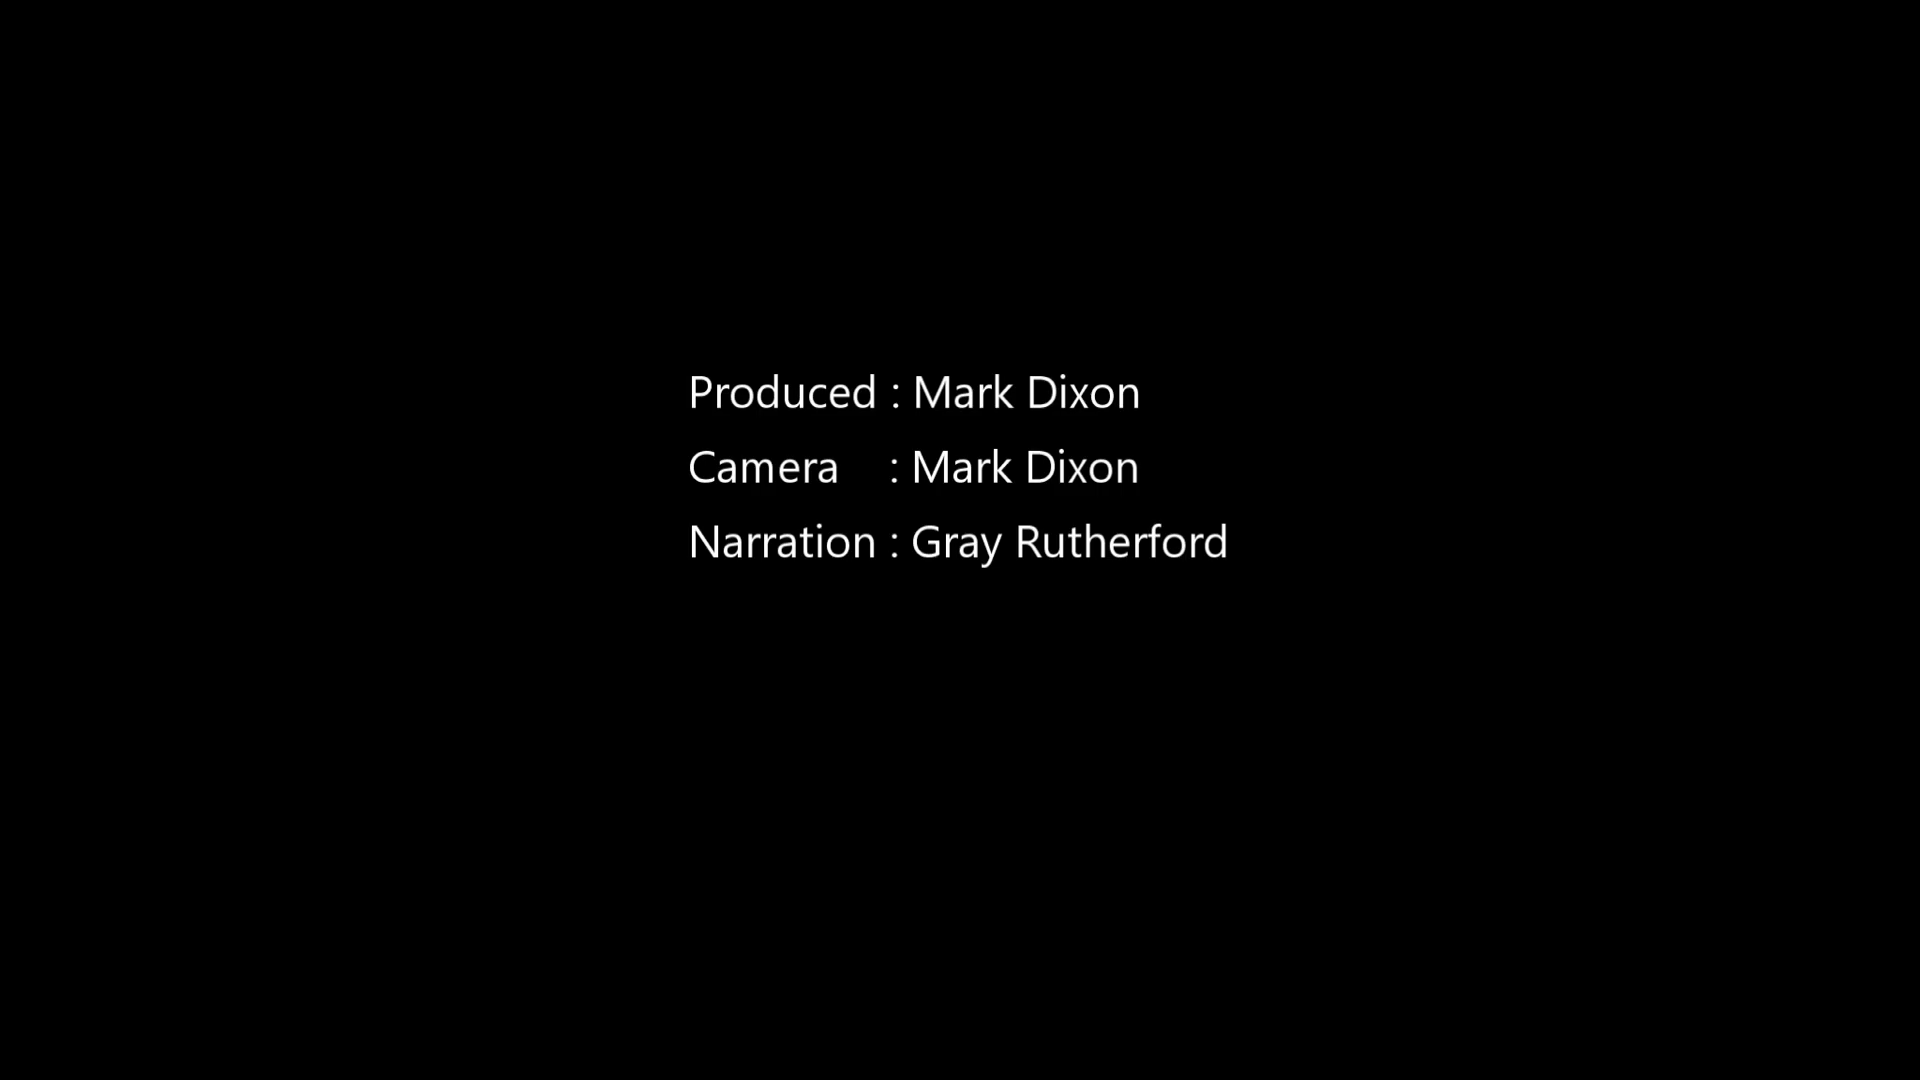 Produced : Mark Dixon
Camera : Mark Dixon
Narration : Gray Rutherford